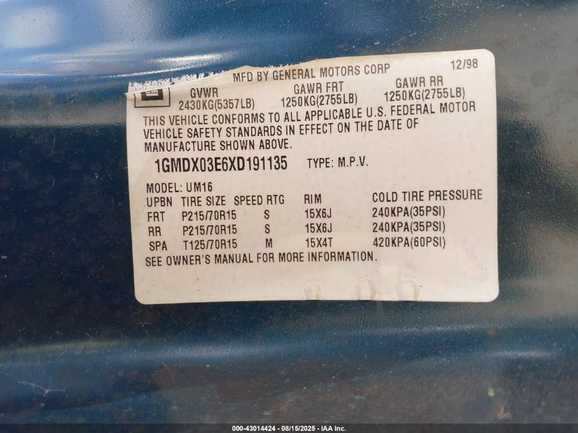 MFD BY GENERAL MOTORS CORP 12/98
GVWR GAWR FRT GAWR RR
2430KG(5357LB) 1250KG(2755LB) 1250KG(2755LB)
THIS VEHICLE CONFORMS TO ALL APPLICABLE U.S. FEDERAL MOTOR
VEHICLE SAFETY STANDARDS IN EFFECT ON THE DATE OF
MANUFACTURE SHOWN ABOVE.
1GMDX03E6XD191135 TYPE: M.P.V.
MODEL: UM16
UPBN TIRE SIZE SPEED RTG RIM COLD TIRE PRESSURE
FRT P215/70R15 S 15X6J 240KPA(35PSI)
RR P215/70R15 S 15X6J 240KPA(35PSI)
SPA T125/70R15 M 15X4T 420KPA(60PSI)
SEE OWNER'S MANUAL FOR MORE INFORMATION.
000-43014424 - 08/15/2025 - IAA Inc.